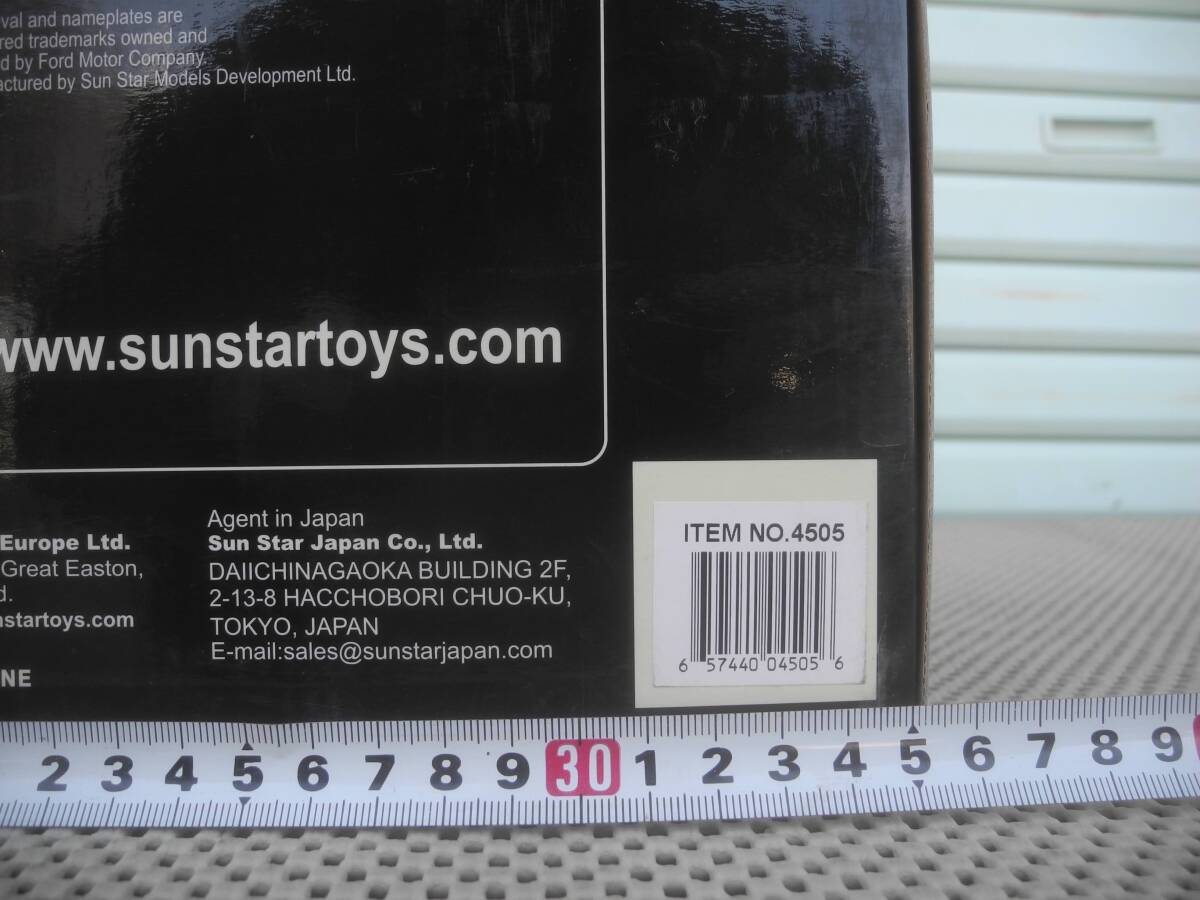 val and nameplates are
red trademarks owned and
d by Ford Motor Company.
actured by Sun Star Models Development Ltd.
www.sunstartoys.com
Europe Ltd.
Great Easton,
d.
nstartoys.com
NE
Agent in Japan
Sun Star Japan Co., Ltd.
DAIICHINAGAOKA BUILDING 2F,
2-13-8 HACCHOBORI CHUO-KU,
TOKYO, JAPAN
E-mail:sales@sunstarjapan.com
ITEM NO.4505
6 57440 04505 6
2 3 4 5 6 7 8 9 30 1 2 3 4 5 6 7 8 9